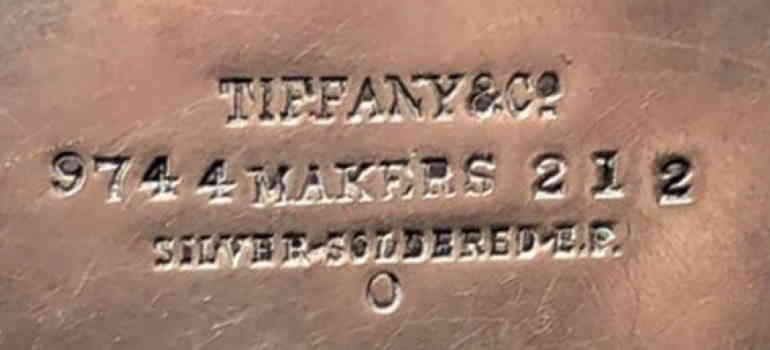 TIFFANY & Co
9744 MAKERS 212
SILVER-SOLDERED-E.P.
O